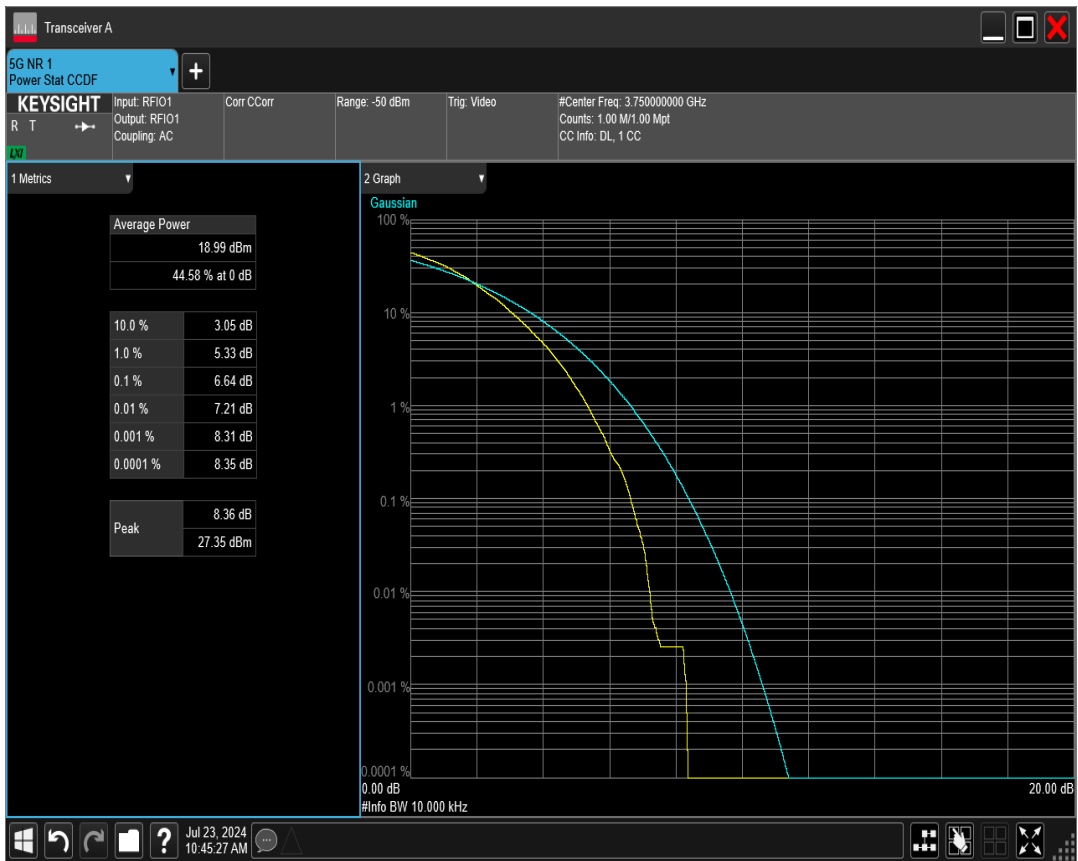 Transceiver A
5G NR 1
Power Stat CCDF
+
KEYSIGHT
R T
LXI
Input: RFIO1
Output: RFIO1
Coupling: AC
Corr CCorr
Range: -50 dBm
Trig: Video
#Center Freq: 3.750000000 GHz
Counts: 1.00 M/1.00 Mpt
CC Info: DL, 1 CC
1 Metrics
Average Power
18.99 dBm
44.58 % at 0 dB
10.0 % 3.05 dB
1.0 % 5.33 dB
0.1 % 6.64 dB
0.01 % 7.21 dB
0.001 % 8.31 dB
0.0001 % 8.35 dB
Peak
8.36 dB
27.35 dBm
2 Graph
Gaussian
100 %
10 %
1 %
0.1 %
0.01 %
0.001 %
0.0001 %
0.00 dB
20.00 dB
#Info BW 10.000 kHz
?
Jul 23, 2024
10:45:27 AM